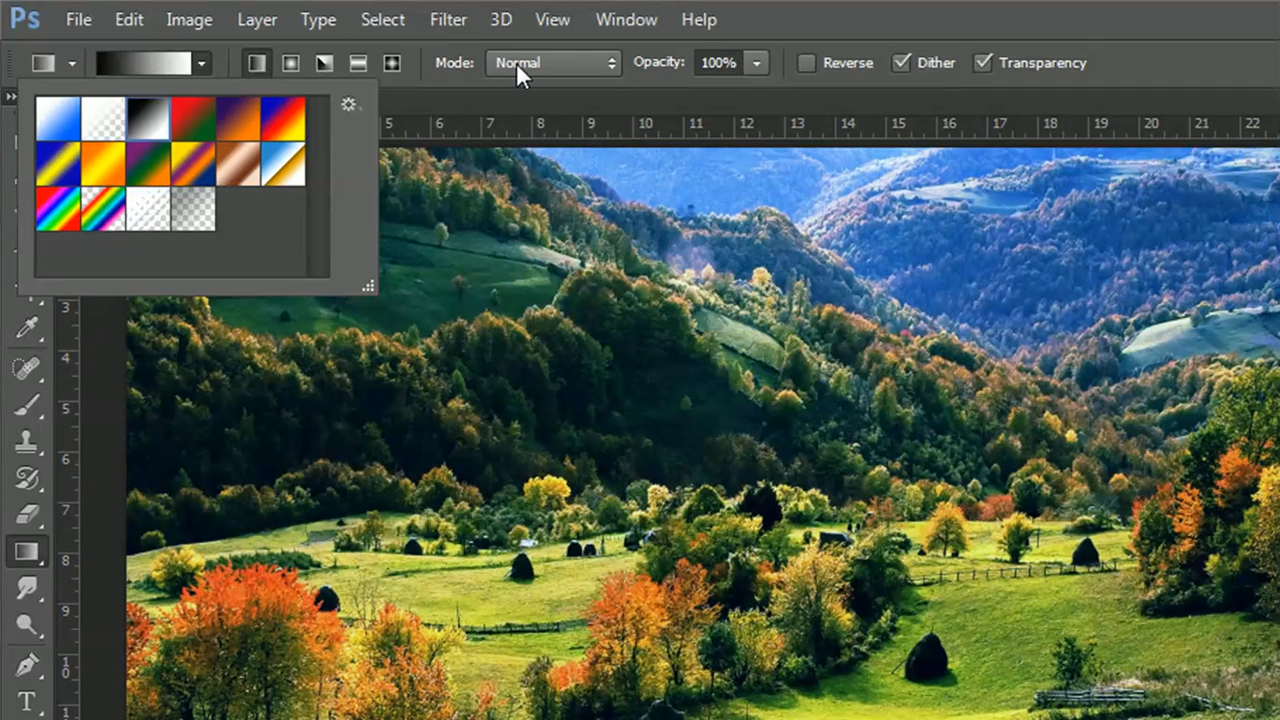 Ps File Edit Image Layer Type Select Filter 3D View Window Help
Mode: Normal Opacity: 100% Reverse Dither Transparency
5 6 7 8 9 10 11 12 13 14 15 16 17 18 19 20 21 22
3
4
5
6
7
8
9
10
1
T